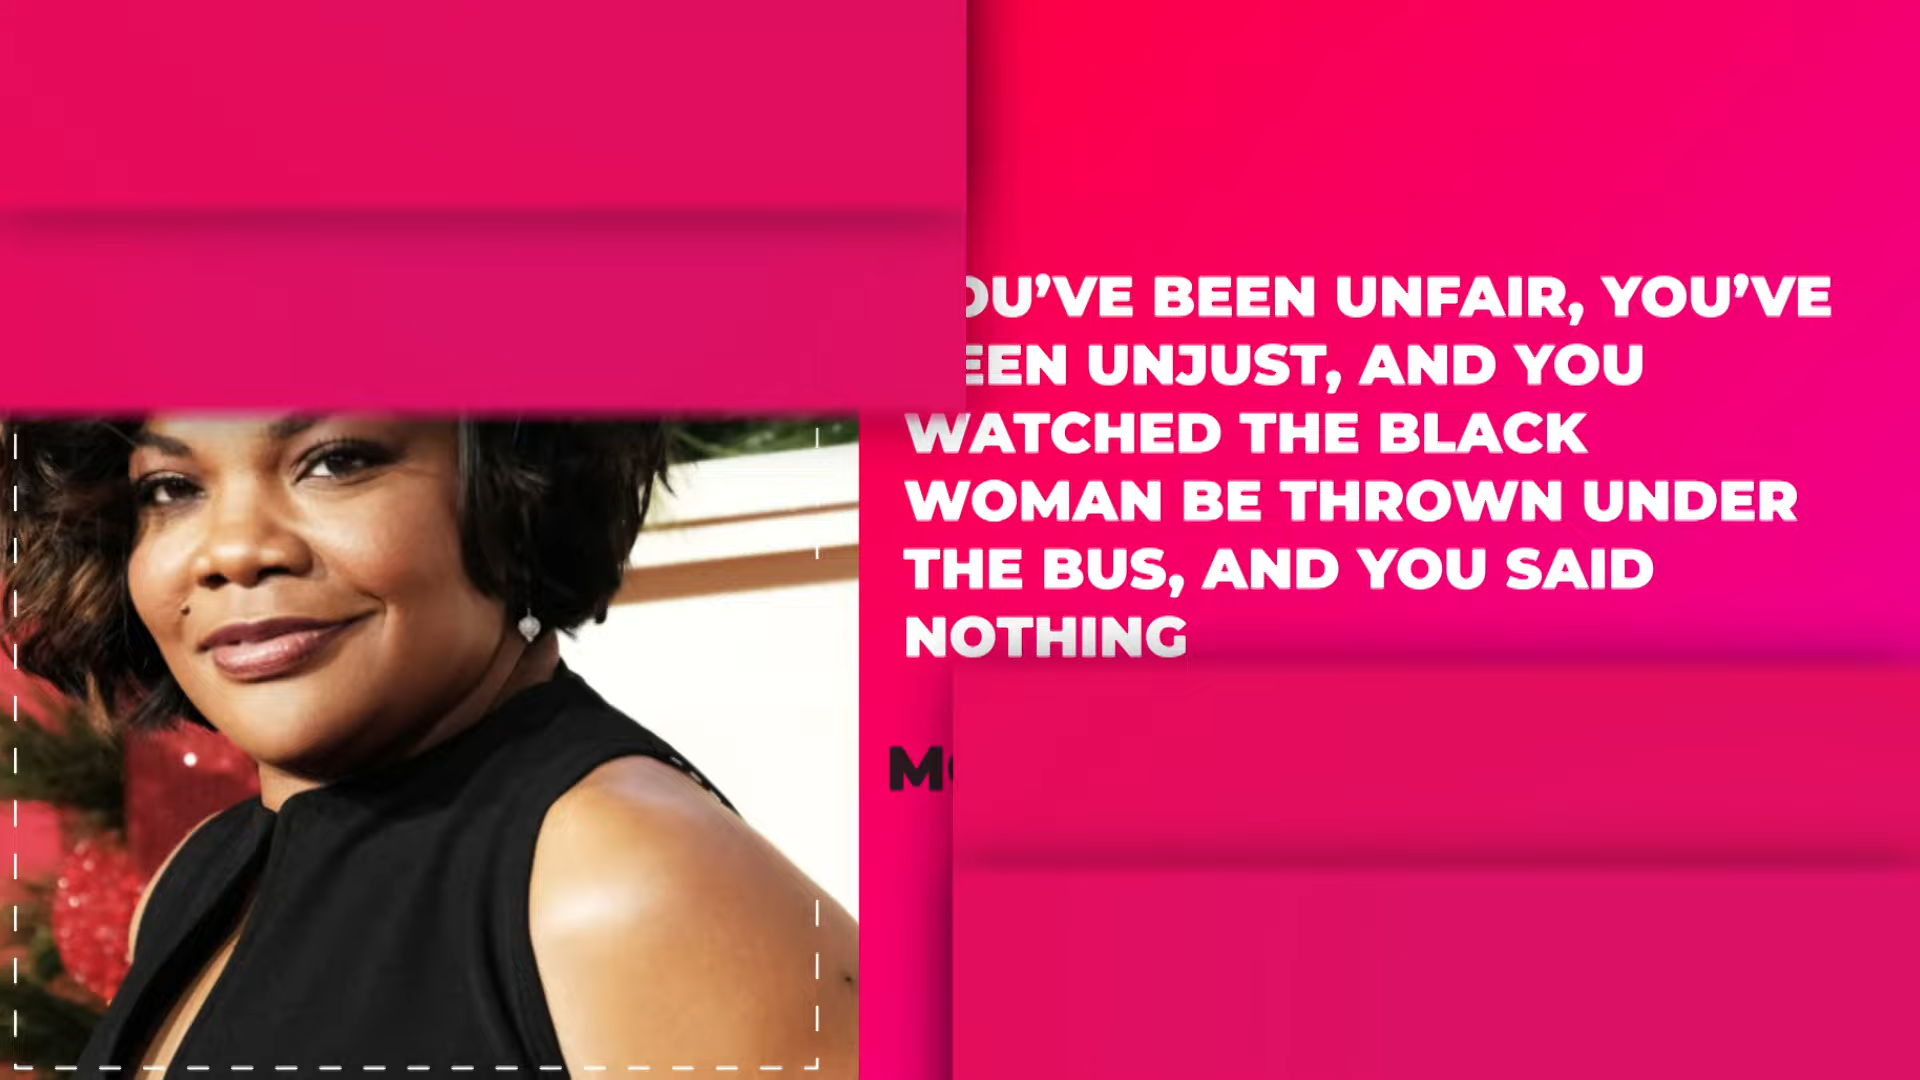 OU’VE BEEN UNFAIR, YOU’VE
EEN UNJUST, AND YOU
WATCHED THE BLACK
WOMAN BE THROWN UNDER
THE BUS, AND YOU SAID
NOTHING
M